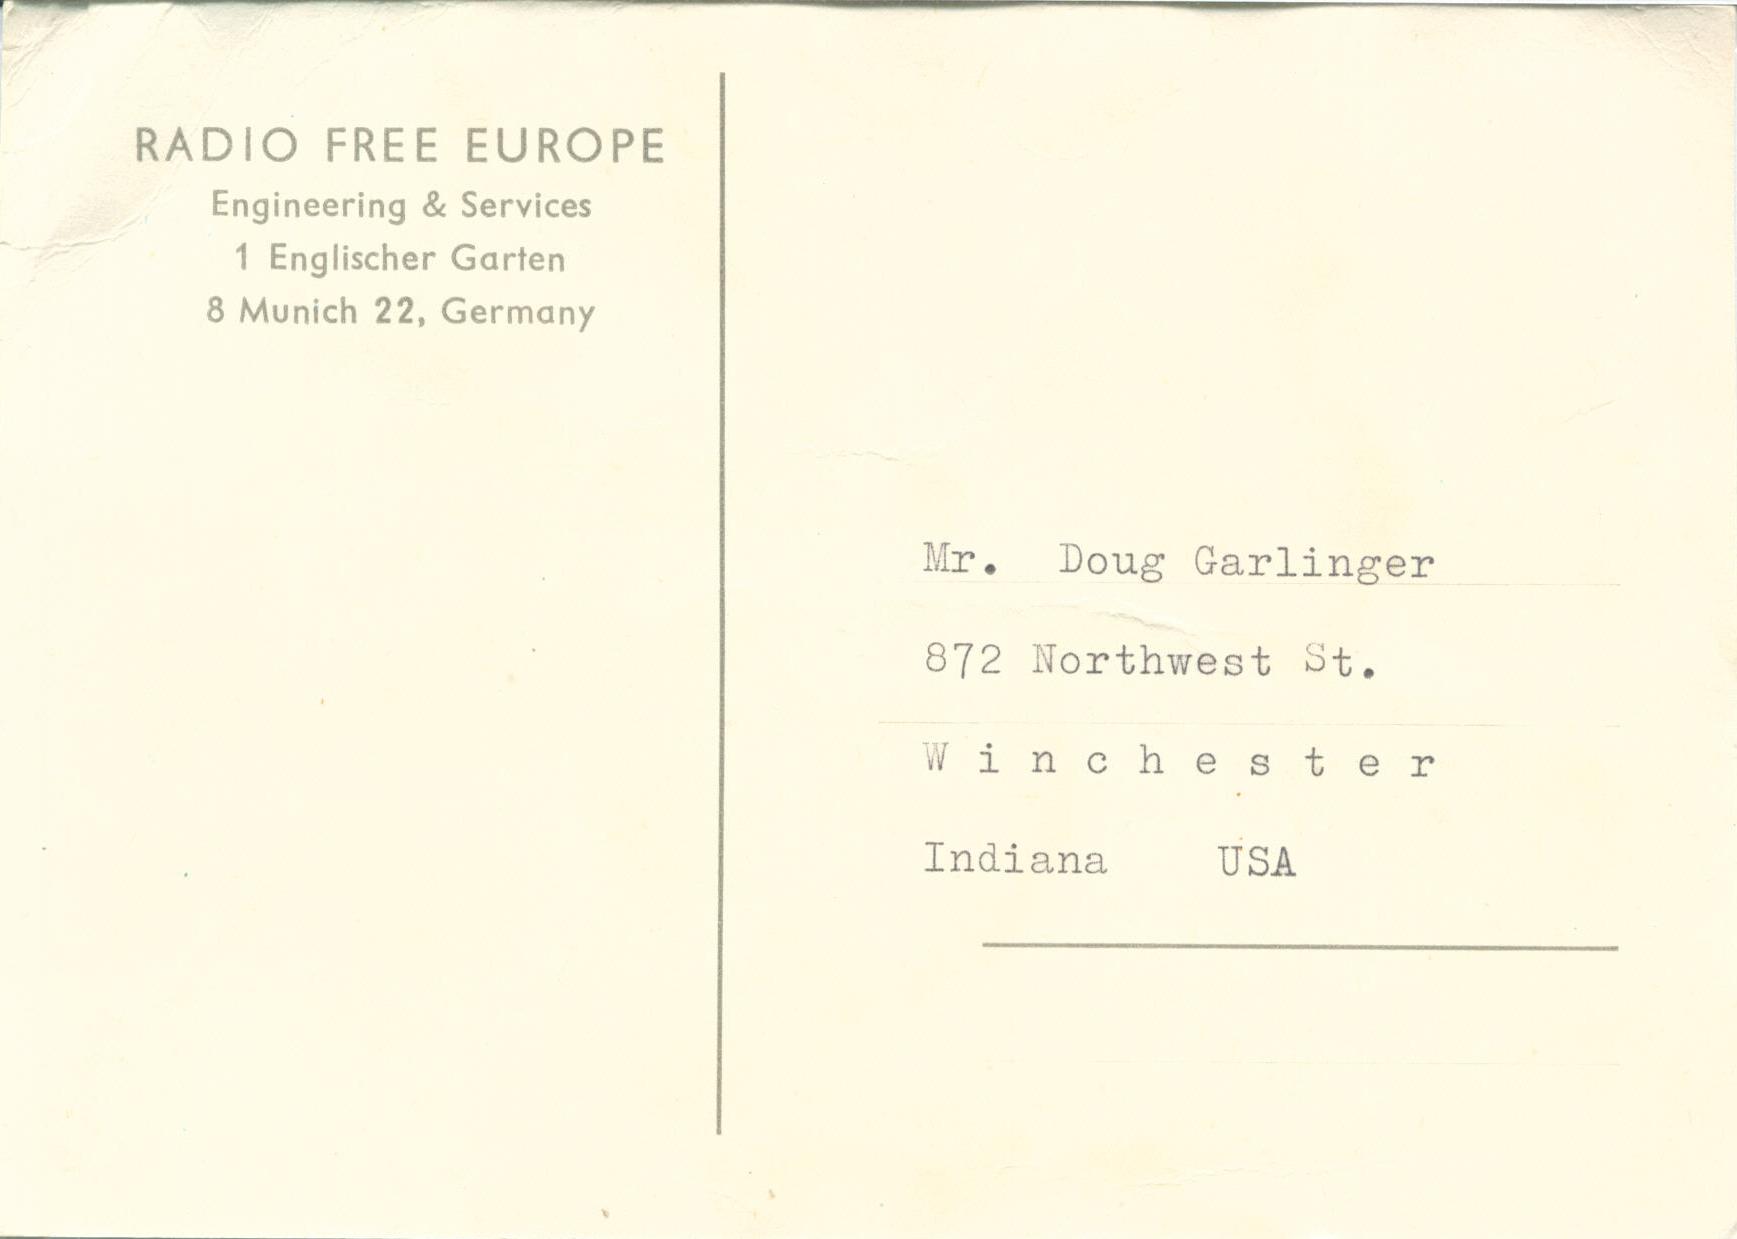 RADIO FREE EUROPE
Engineering & Services
1 Englischer Garten
8 Munich 22, Germany
Mr. Doug Garlinger
872 Northwest St.
W i n c h e s t e r
Indiana USA